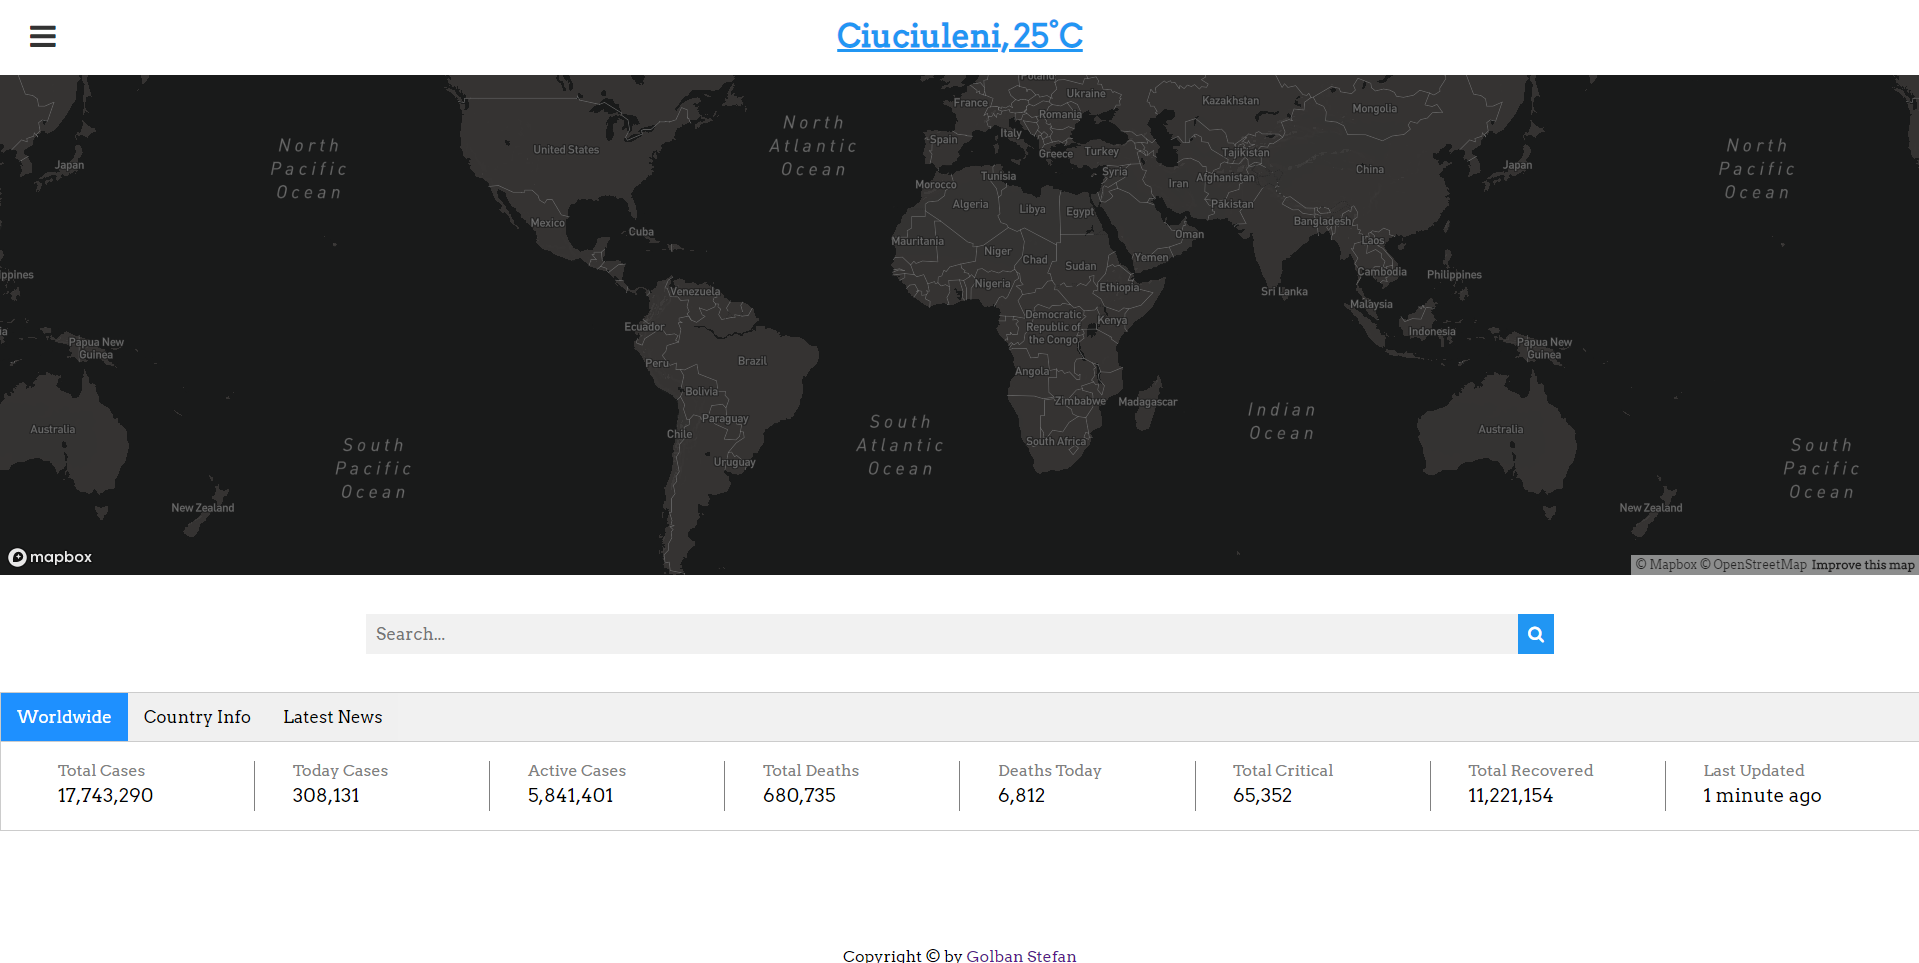 Ciuciuleni, 25°C
Poland
Ukraine
France
Kazakhstan
Mongolia
Romania
North
Atlantic
Ocean
Italy
Spain
North
Pacific
Ocean
United States
Greece
Turkey
Tajikistan
North
Pacific
Ocean
Japan
Japan
China
Syria
Tunisia
Morocco
Iran
Afghanistan
Algeria
Libya
Egypt
Pakistan
Bangladesh
Mexico
Cuba
Oman
Mauritania
Laos
Niger
Chad
Sudan
Yemen
Cambodia
Philippines
ppines
Nigeria
Ethiopia
Venezuela
Sri Lanka
Malaysia
Democratic
Republic of
the Congo
Kenya
Ecuador
ia
Indonesia
Papua New
Guinea
Papua New
Guinea
Peru
Brazil
Angola
Bolivia
Zimbabwe
Madagascar
Paraguay
Chile
South
Atlantic
Ocean
Indian
Ocean
Australia
Australia
South Africa
South
Pacific
Ocean
South
Pacific
Ocean
Uruguay
New Zealand
New Zealand
mapbox
© Mapbox © OpenStreetMap Improve this map
Search...
Worldwide Country Info Latest News
Total Cases Today Cases Active Cases Total Deaths Deaths Today Total Critical Total Recovered Last Updated
17,743,290 308,131 5,841,401 680,735 6,812 65,352 11,221,154 1 minute ago
Copyright © by Golban Stefan